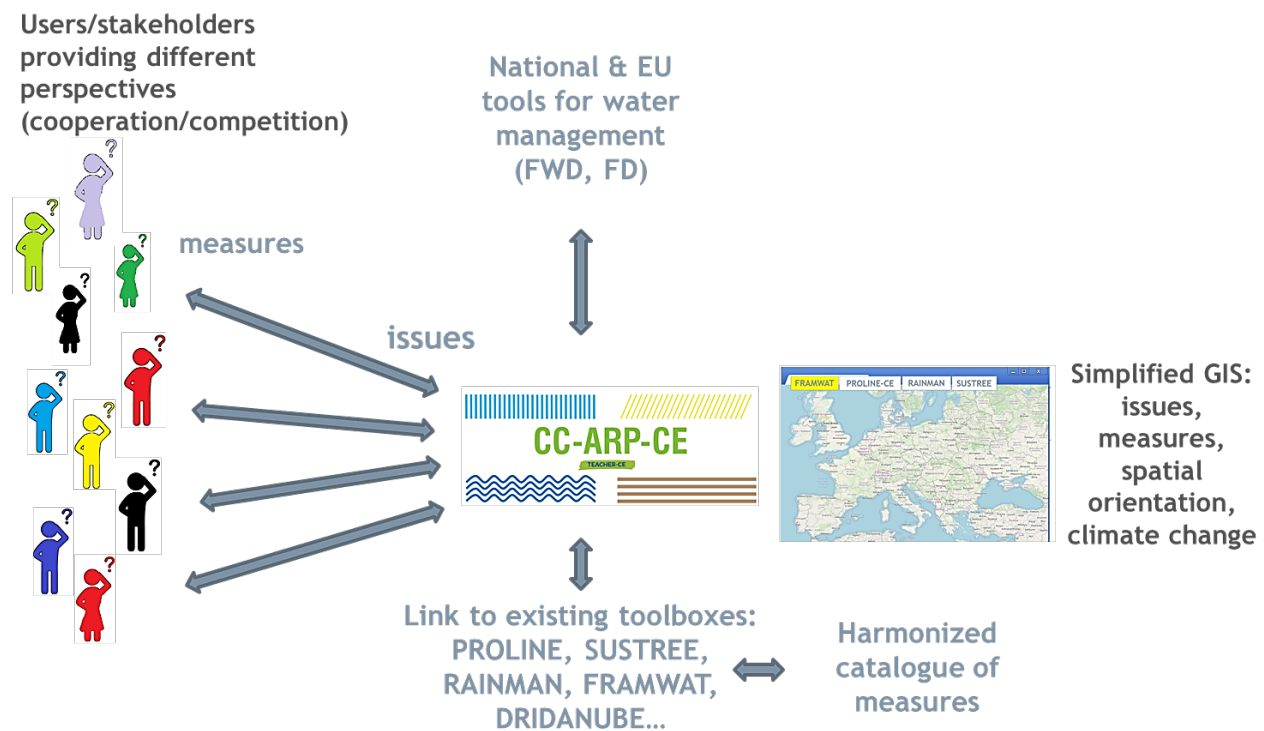 Users/stakeholders
providing different
perspectives
(cooperation/competition)
National & EU
tools for water
management
(FWD, FD)
?
?
?
?
?
?
?
?
?
?
measures
issues
CC-ARP-CE
TEACHER-CE
FRAMWAT
PROLINE-CE
RAINMAN
SUSTREE
Simplified GIS:
issues,
measures,
spatial
orientation,
climate change
Link to existing toolboxes:
PROLINE, SUSTREE,
RAINMAN, FRAMWAT,
DRIDANUBE…
Harmonized
catalogue of
measures